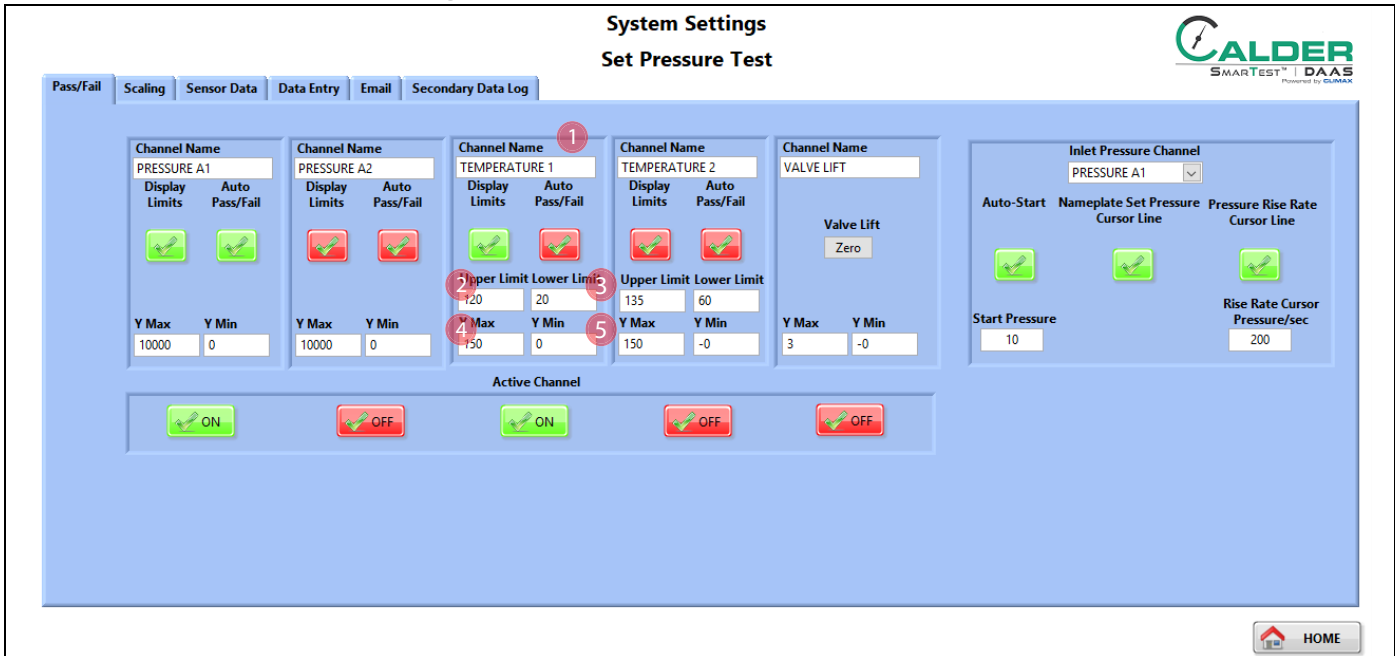 System Settings
Set Pressure Test
CALDER
SMARTEST™ | DAAS
Powered by CLIMAX
Pass/Fail Scaling Sensor Data Data Entry Email Secondary Data Log
Channel Name
PRESSURE A1
Display Limits
Auto Pass/Fail
Y Max Y Min
10000 0
Channel Name
PRESSURE A2
Display Limits
Auto Pass/Fail
Y Max Y Min
10000 0
Channel Name 1
TEMPERATURE 1
Display Limits
Auto Pass/Fail
2 Upper Limit Lower Limit
120 20
4 Y Max Y Min
150 0
Channel Name
TEMPERATURE 2
Display Limits
Auto Pass/Fail
3 Upper Limit Lower Limit
135 60
5 Y Max Y Min
150 -0
Channel Name
VALVE LIFT
Valve Lift
Zero
Y Max Y Min
3 -0
Inlet Pressure Channel
PRESSURE A1
Auto-Start
Nameplate Set Pressure
Cursor Line
Pressure Rise Rate
Cursor Line
Start Pressure
10
Rise Rate Cursor
Pressure/sec
200
Active Channel
ON OFF ON OFF OFF
HOME